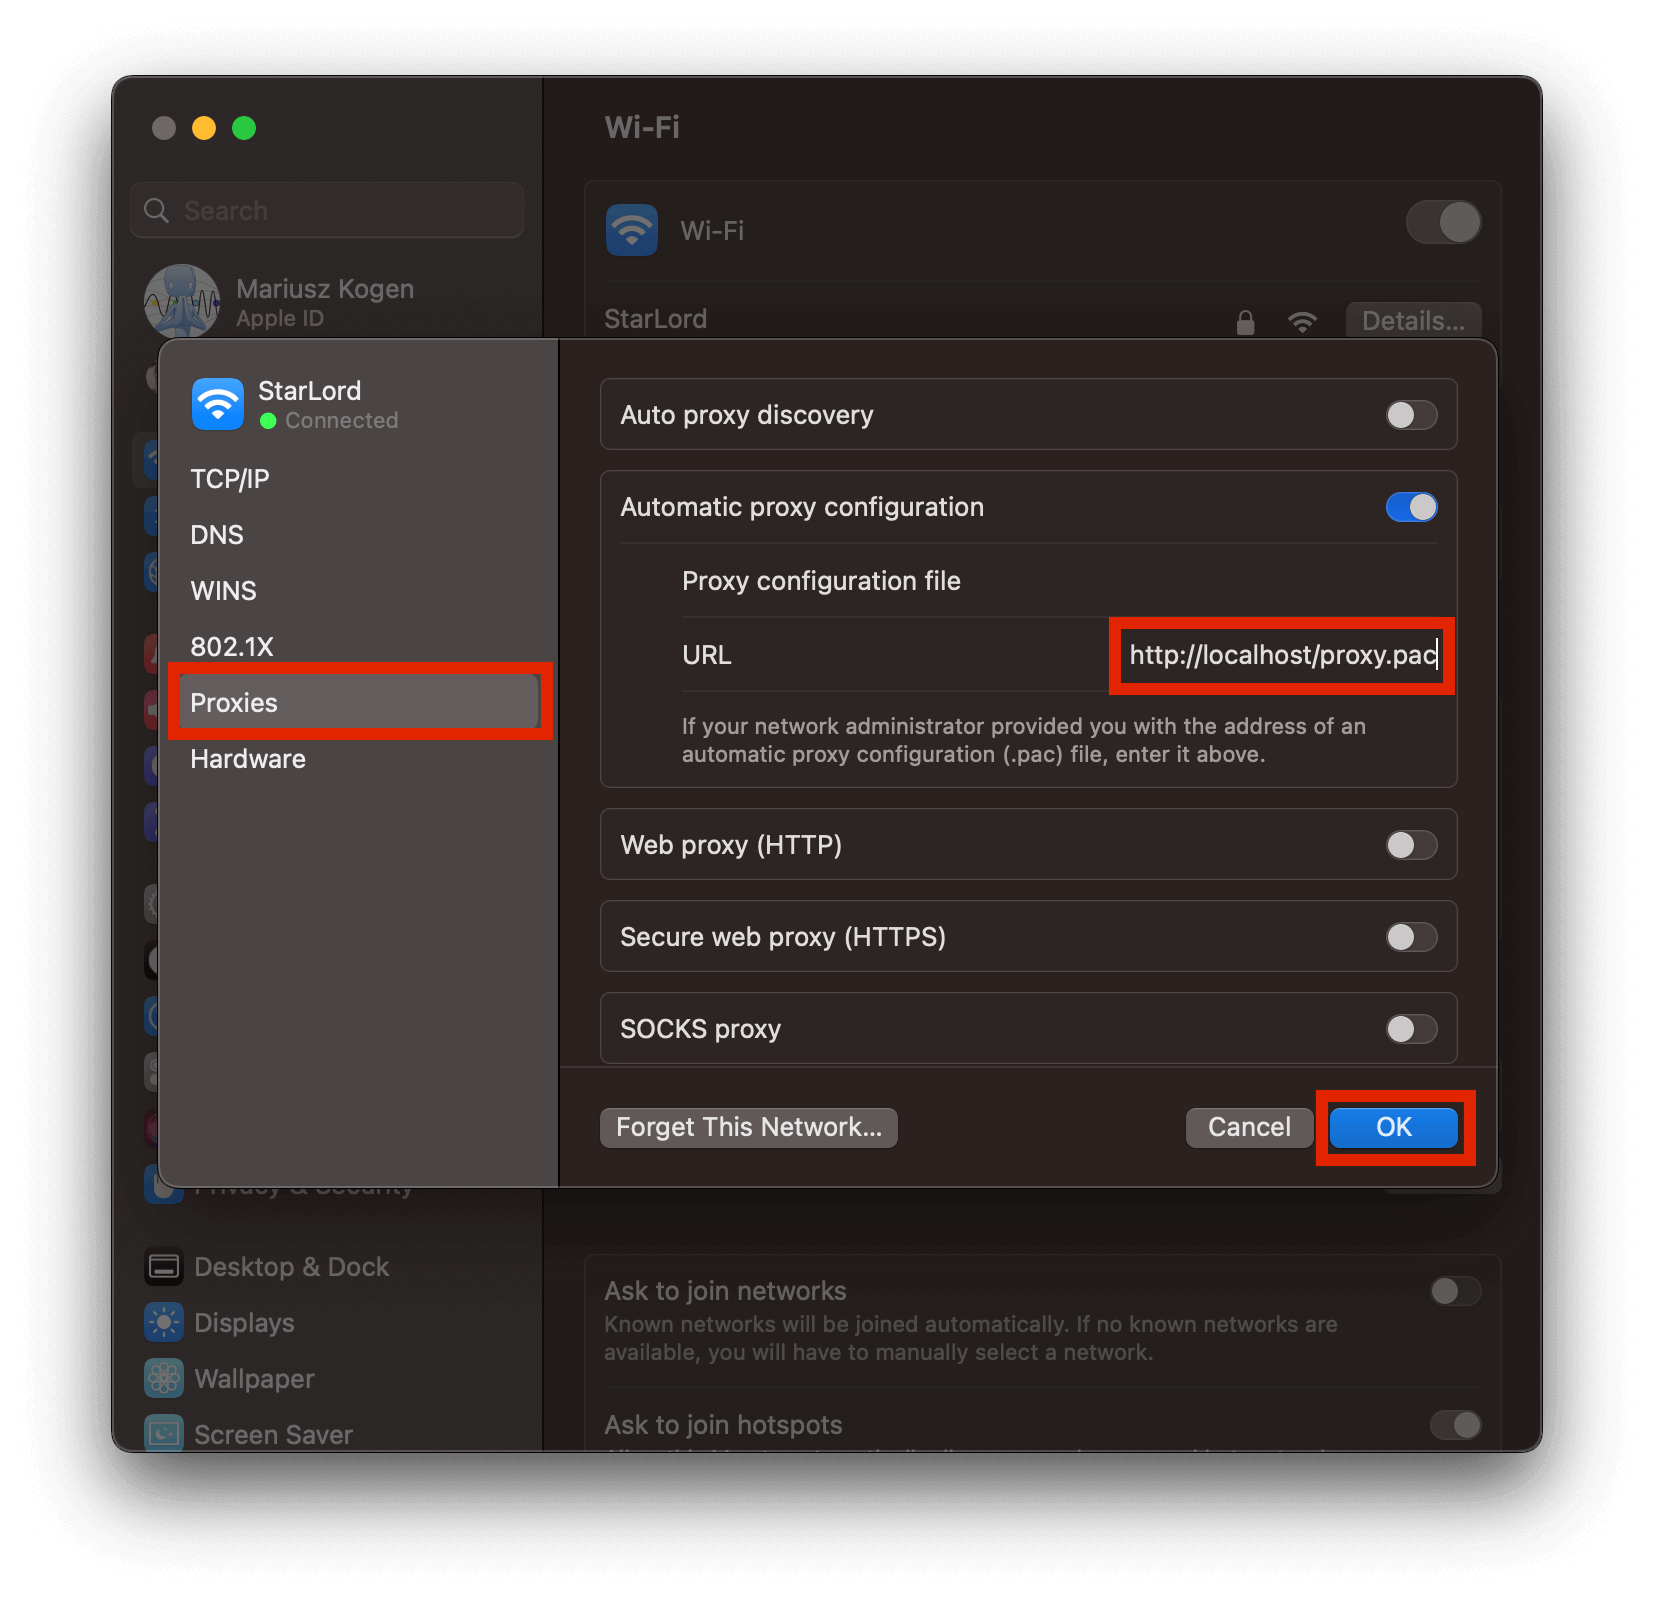 Wi-Fi
Search
Wi-Fi
Mariusz Kogen
Apple ID
StarLord
Details...
StarLord
Connected
TCP/IP
DNS
WINS
802.1X
Proxies
Hardware
Auto proxy discovery
Automatic proxy configuration
Proxy configuration file
URL
http://localhost/proxy.pac
If your network administrator provided you with the address of an
automatic proxy configuration (.pac) file, enter it above.
Web proxy (HTTP)
Secure web proxy (HTTPS)
SOCKS proxy
Forget This Network...
Cancel
OK
Privacy & Security
Desktop & Dock
Displays
Wallpaper
Screen Saver
Ask to join networks
Known networks will be joined automatically. If no known networks are
available, you will have to manually select a network.
Ask to join hotspots